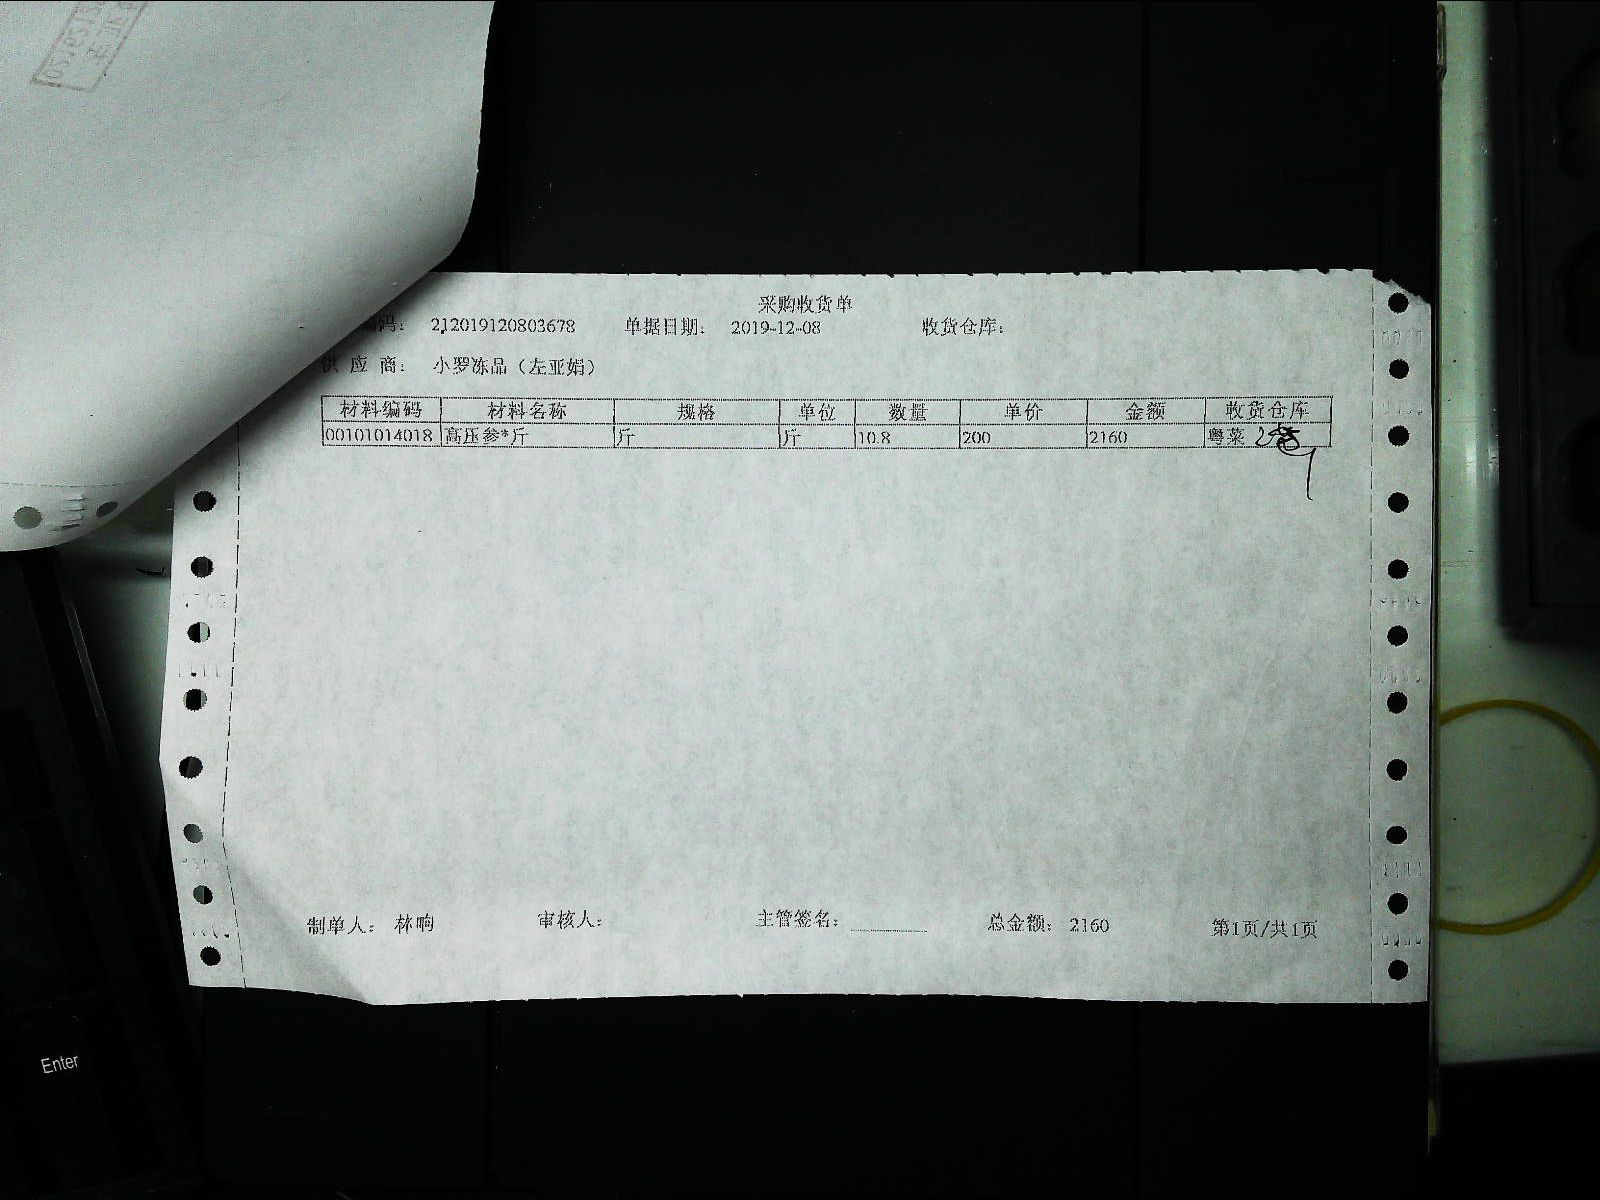 采购收货单
码： 212019120803678 单据日期： 2019-12-08 收货仓库：
供 应 商： 小罗冻品（左亚娟）
材料编码 材料名称 规格 单位 数量 单价 金额 收货仓库
00101014018 高压参*斤 斤 斤 10.8 200 2160 粤菜
制单人： 林响 审核人： 主管签名： 总金额： 2160 第1页/共1页
Enter